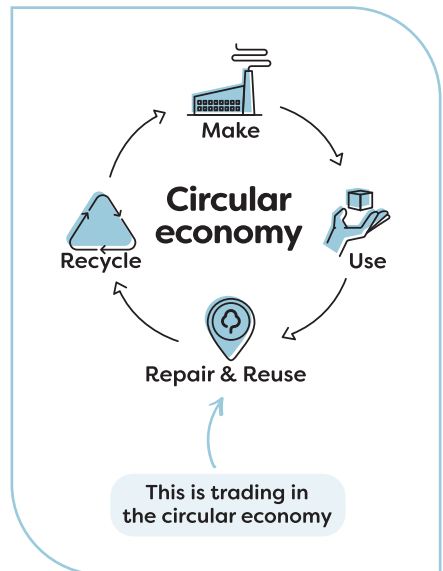 Make
Circular
economy
Recycle
Use
Repair & Reuse
This is trading in
the circular economy